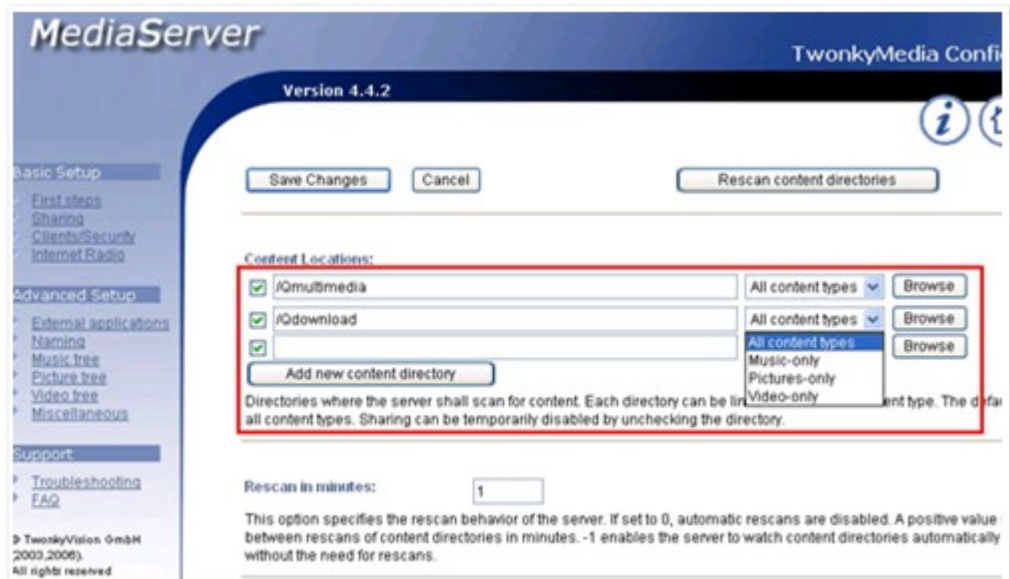 MediaServer
TwonkyMedia Confi
Version 4.4.2
Basic Setup
First steps
Sharing
Clients/Security
Internet Radio
Advanced Setup
External applications
Naming
Music tree
Picture tree
Video tree
Miscellaneous
Support
Troubleshooting
FAQ
© TwonkyVision GmbH
(2003,2006).
All rights reserved
Save Changes
Cancel
Rescan content directories
Content Locations:
/Qmultimedia
All content types
Browse
/Qdownload
All content types
Browse
Browse
All content types
Music-only
Pictures-only
Video-only
Add new content directory
Directories where the server shall scan for content. Each directory can be ent type. The
all content types. Sharing can be temporarily disabled by unchecking the directory.
Rescan in minutes:
1
This option specifies the rescan behavior of the server. If set to 0, automatic rescans are disabled. A positive value
between rescans of content directories in minutes. -1 enables the server to watch content directories automatically
without the need for rescans.